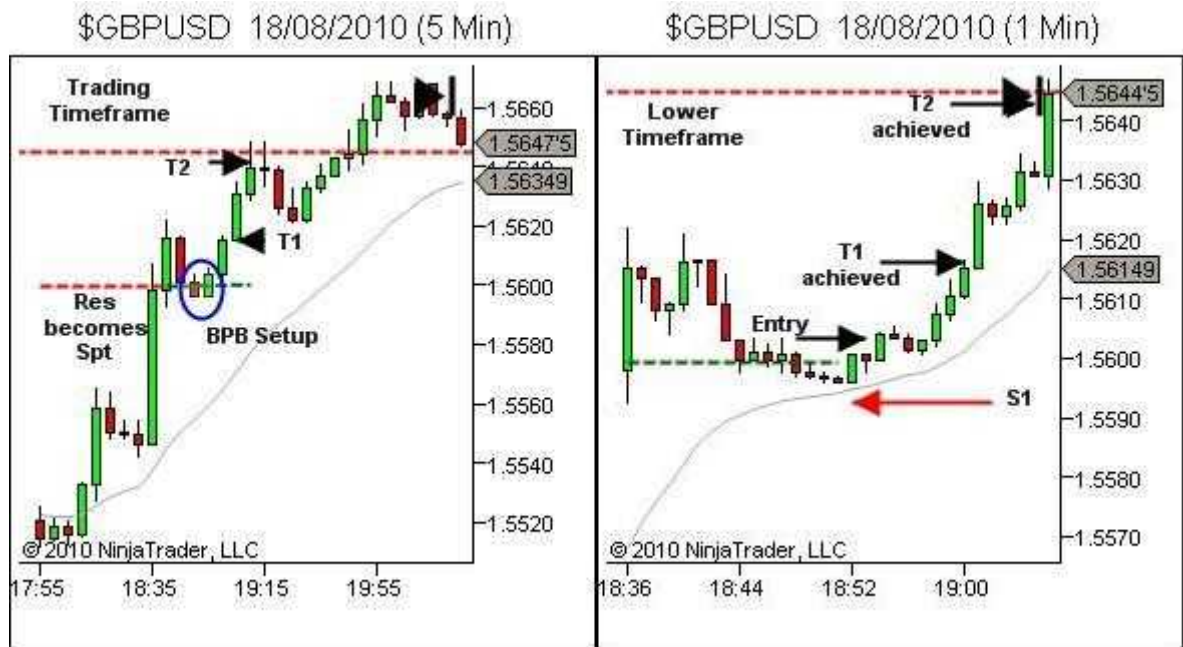 $GBPUSD 18/08/2010 (5 Min)
Trading
Timeframe
T2
T1
Res
becomes
Spt
BPB Setup
1.5660
1.5647'5
1.5640
1.56349
1.5620
1.5600
1.5580
1.5560
1.5540
1.5520
© 2010 NinjaTrader, LLC
17:55
18:35
19:15
19:55
$GBPUSD 18/08/2010 (1 Min)
Lower
Timeframe
T2
achieved
T1
achieved
Entry
S1
1.5644'5
1.5640
1.5630
1.5620
1.56149
1.5610
1.5600
1.5590
1.5580
1.5570
© 2010 NinjaTrader, LLC
18:36
18:44
18:52
19:00